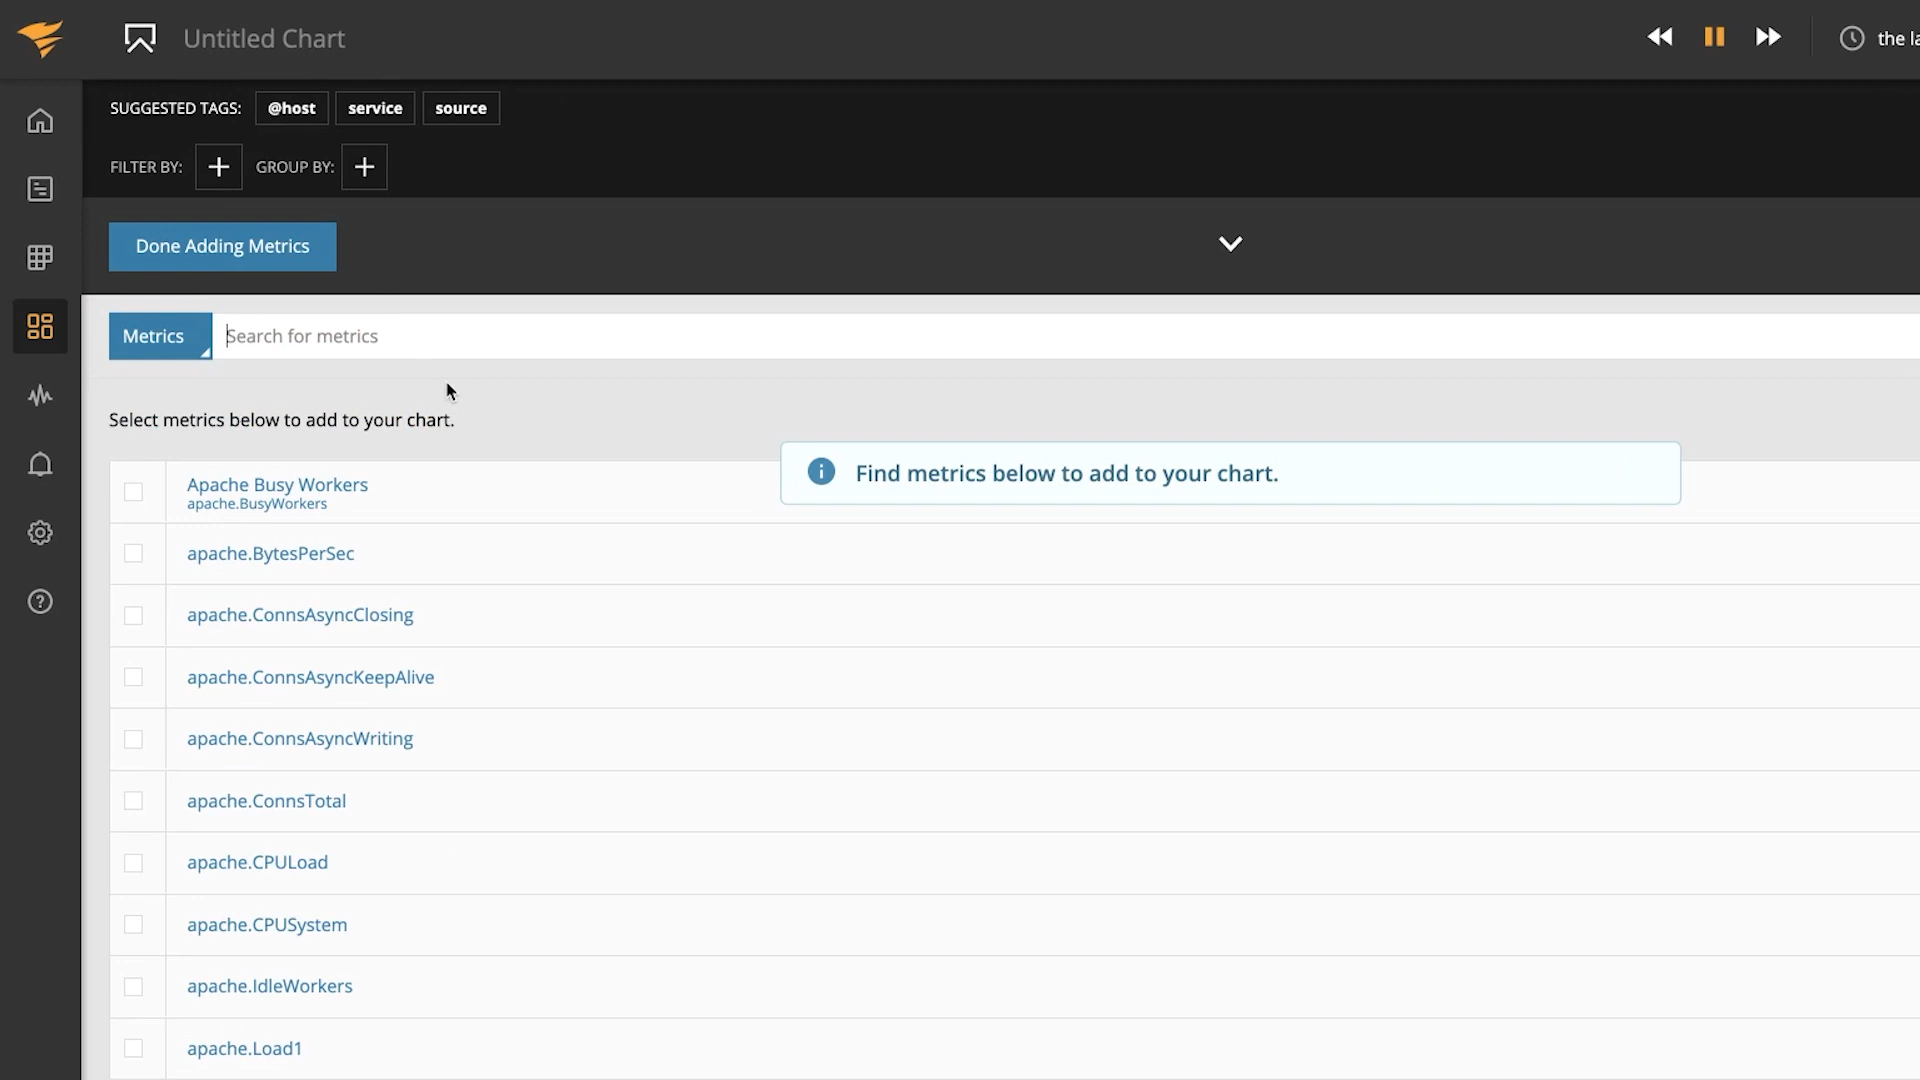 Untitled Chart
the la
SUGGESTED TAGS: @host service source
FILTER BY: + GROUP BY: +
Done Adding Metrics
Metrics Search for metrics
Select metrics below to add to your chart.
Find metrics below to add to your chart.
Apache Busy Workers
apache.BusyWorkers
apache.BytesPerSec
apache.ConnsAsyncClosing
apache.ConnsAsyncKeepAlive
apache.ConnsAsyncWriting
apache.ConnsTotal
apache.CPULoad
apache.CPUSystem
apache.IdleWorkers
apache.Load1